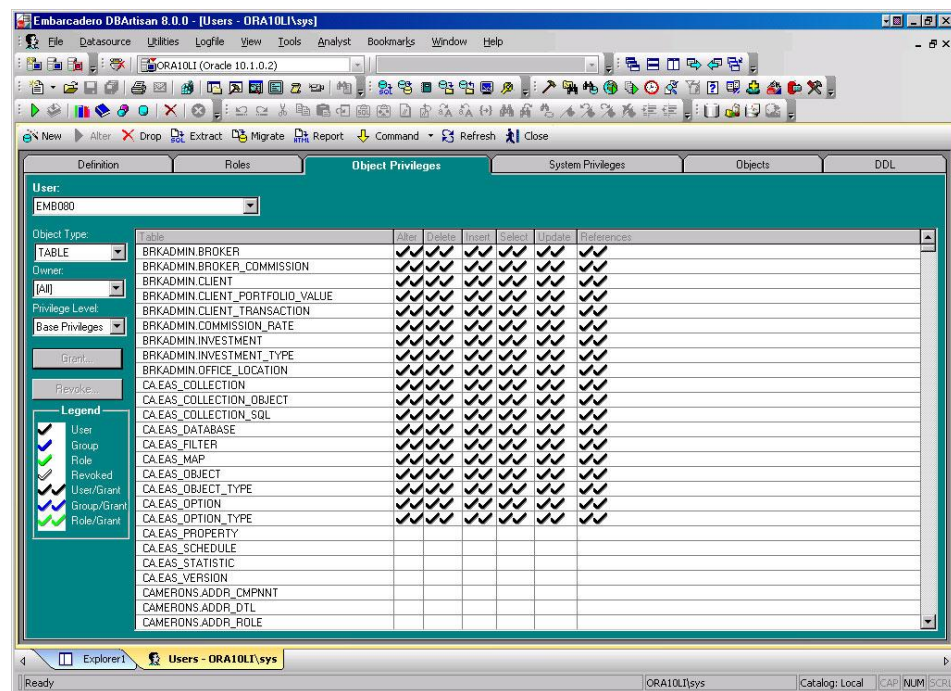 Embarcadero DBArtisan 8.0.0 - [Users - ORA10LI\sys]
File Datasource Utilities Logfile View Tools Analyst Bookmarks Window Help
ORA10LI (Oracle 10.1.0.2)
New Alter Drop Extract Migrate Report Command Refresh Close
Definition Roles Object Privileges System Privileges Objects DDL
User:
EMB080
Object Type:
TABLE
Owner:
[All]
Privilege Level:
Base Privileges
Grant...
Revoke...
Legend
User
Group
Role
Revoked
User/Grant
Group/Grant
Role/Grant
Table Alter Delete Insert Select Update References
BRKADMIN.BROKER
BRKADMIN.BROKER_COMMISSION
BRKADMIN.CLIENT
BRKADMIN.CLIENT_PORTFOLIO_VALUE
BRKADMIN.CLIENT_TRANSACTION
BRKADMIN.COMMISSION_RATE
BRKADMIN.INVESTMENT
BRKADMIN.INVESTMENT_TYPE
BRKADMIN.OFFICE_LOCATION
CA.EAS_COLLECTION
CA.EAS_COLLECTION_OBJECT
CA.EAS_COLLECTION_SQL
CA.EAS_DATABASE
CA.EAS_FILTER
CA.EAS_MAP
CA.EAS_OBJECT
CA.EAS_OBJECT_TYPE
CA.EAS_OPTION
CA.EAS_OPTION_TYPE
CA.EAS_PROPERTY
CA.EAS_SCHEDULE
CA.EAS_STATISTIC
CA.EAS_VERSION
CAMERONS.ADDR_CMPNNT
CAMERONS.ADDR_DTL
CAMERONS.ADDR_ROLE
Explorer1 Users - ORA10LI\sys
Ready ORA10LI\sys Catalog: Local CAP NUM SCR